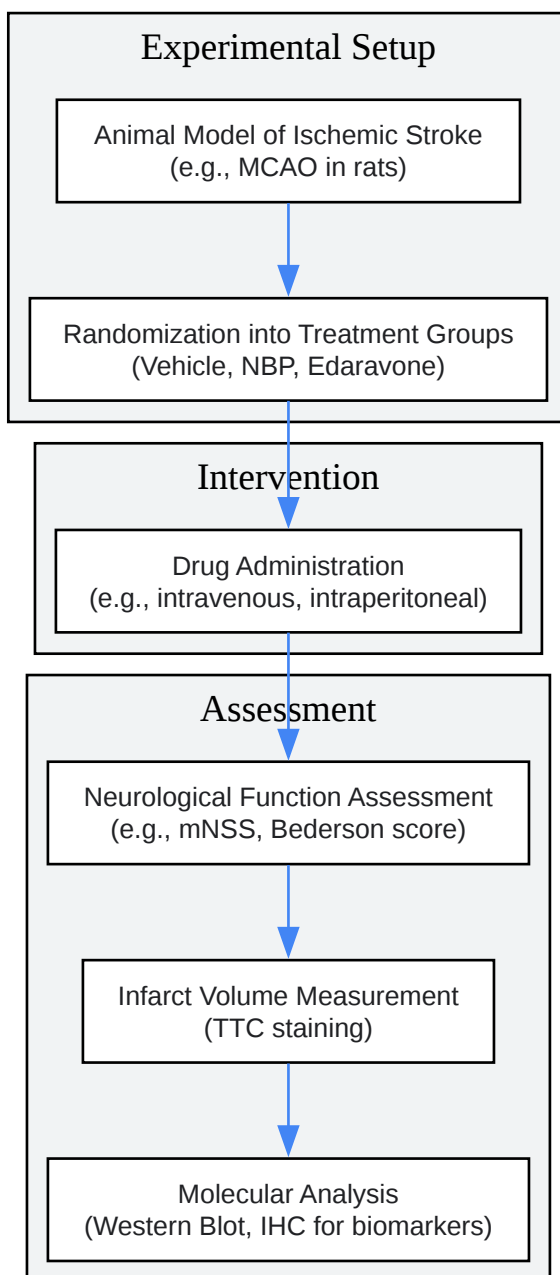 Experimental Setup
Animal Model of Ischemic Stroke
(e.g., MCAO in rats)
Randomization into Treatment Groups
(Vehicle, NBP, Edaravone)
Intervention
Drug Administration
(e.g., intravenous, intraperitoneal)
Assessment
Neurological Function Assessment
(e.g., mNSS, Bederson score)
Infarct Volume Measurement
(TTC staining)
Molecular Analysis
(Western Blot, IHC for biomarkers)